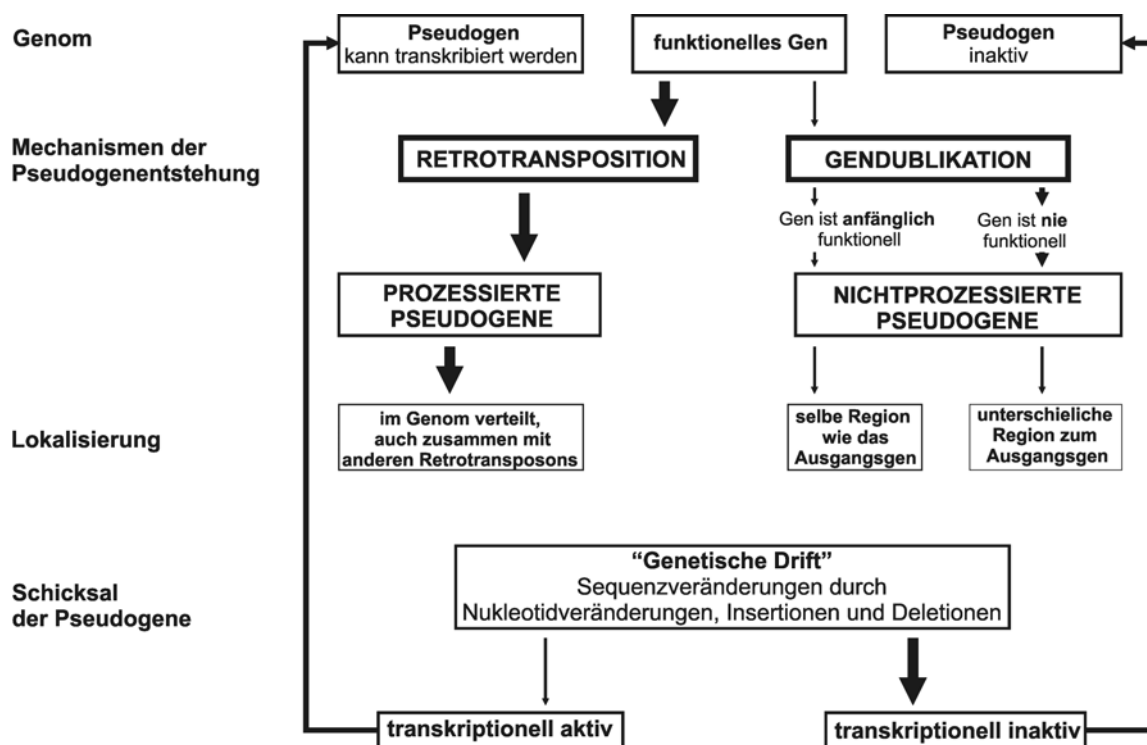 Genom
Pseudogen
kann transkribiert werden
funktionelles Gen
Pseudogen
inaktiv
Mechanismen der
Pseudogenentstehung
RETROTRANSPOSITION
GENDUBLIKATION
Gen ist anfänglich
funktionell
Gen ist nie
funktionell
PROZESSIERTE
PSEUDOGENE
NICHTPROZESSIERTE
PSEUDOGENE
Lokalisierung
im Genom verteilt,
auch zusammen mit
anderen Retrotransposons
selbe Region
wie das
Ausgangsgen
unterschieliche
Region zum
Ausgangsgen
Schicksal
der Pseudogene
“Genetische Drift”
Sequenzveränderungen durch
Nukleotidveränderungen, Insertionen und Deletionen
transkriptionell aktiv
transkriptionell inaktiv